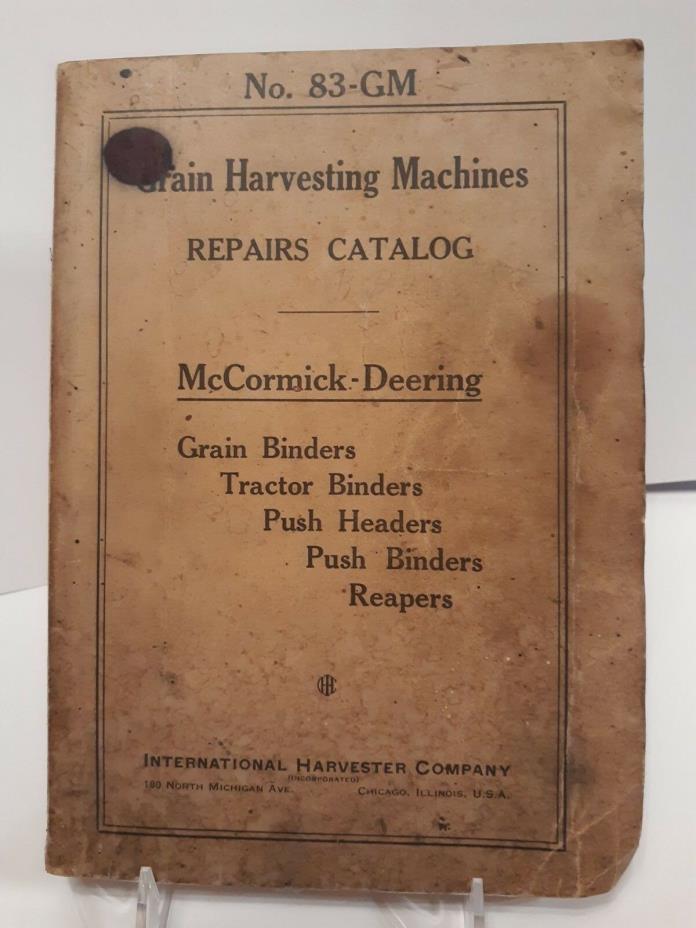 No. 83-GM
Grain Harvesting Machines
REPAIRS CATALOG
McCormick-Deering
Grain Binders
Tractor Binders
Push Headers
Push Binders
Reapers
IHC
INTERNATIONAL HARVESTER COMPANY
(INCORPORATED)
180 NORTH MICHIGAN AVE. CHICAGO, ILLINOIS, U.S.A.